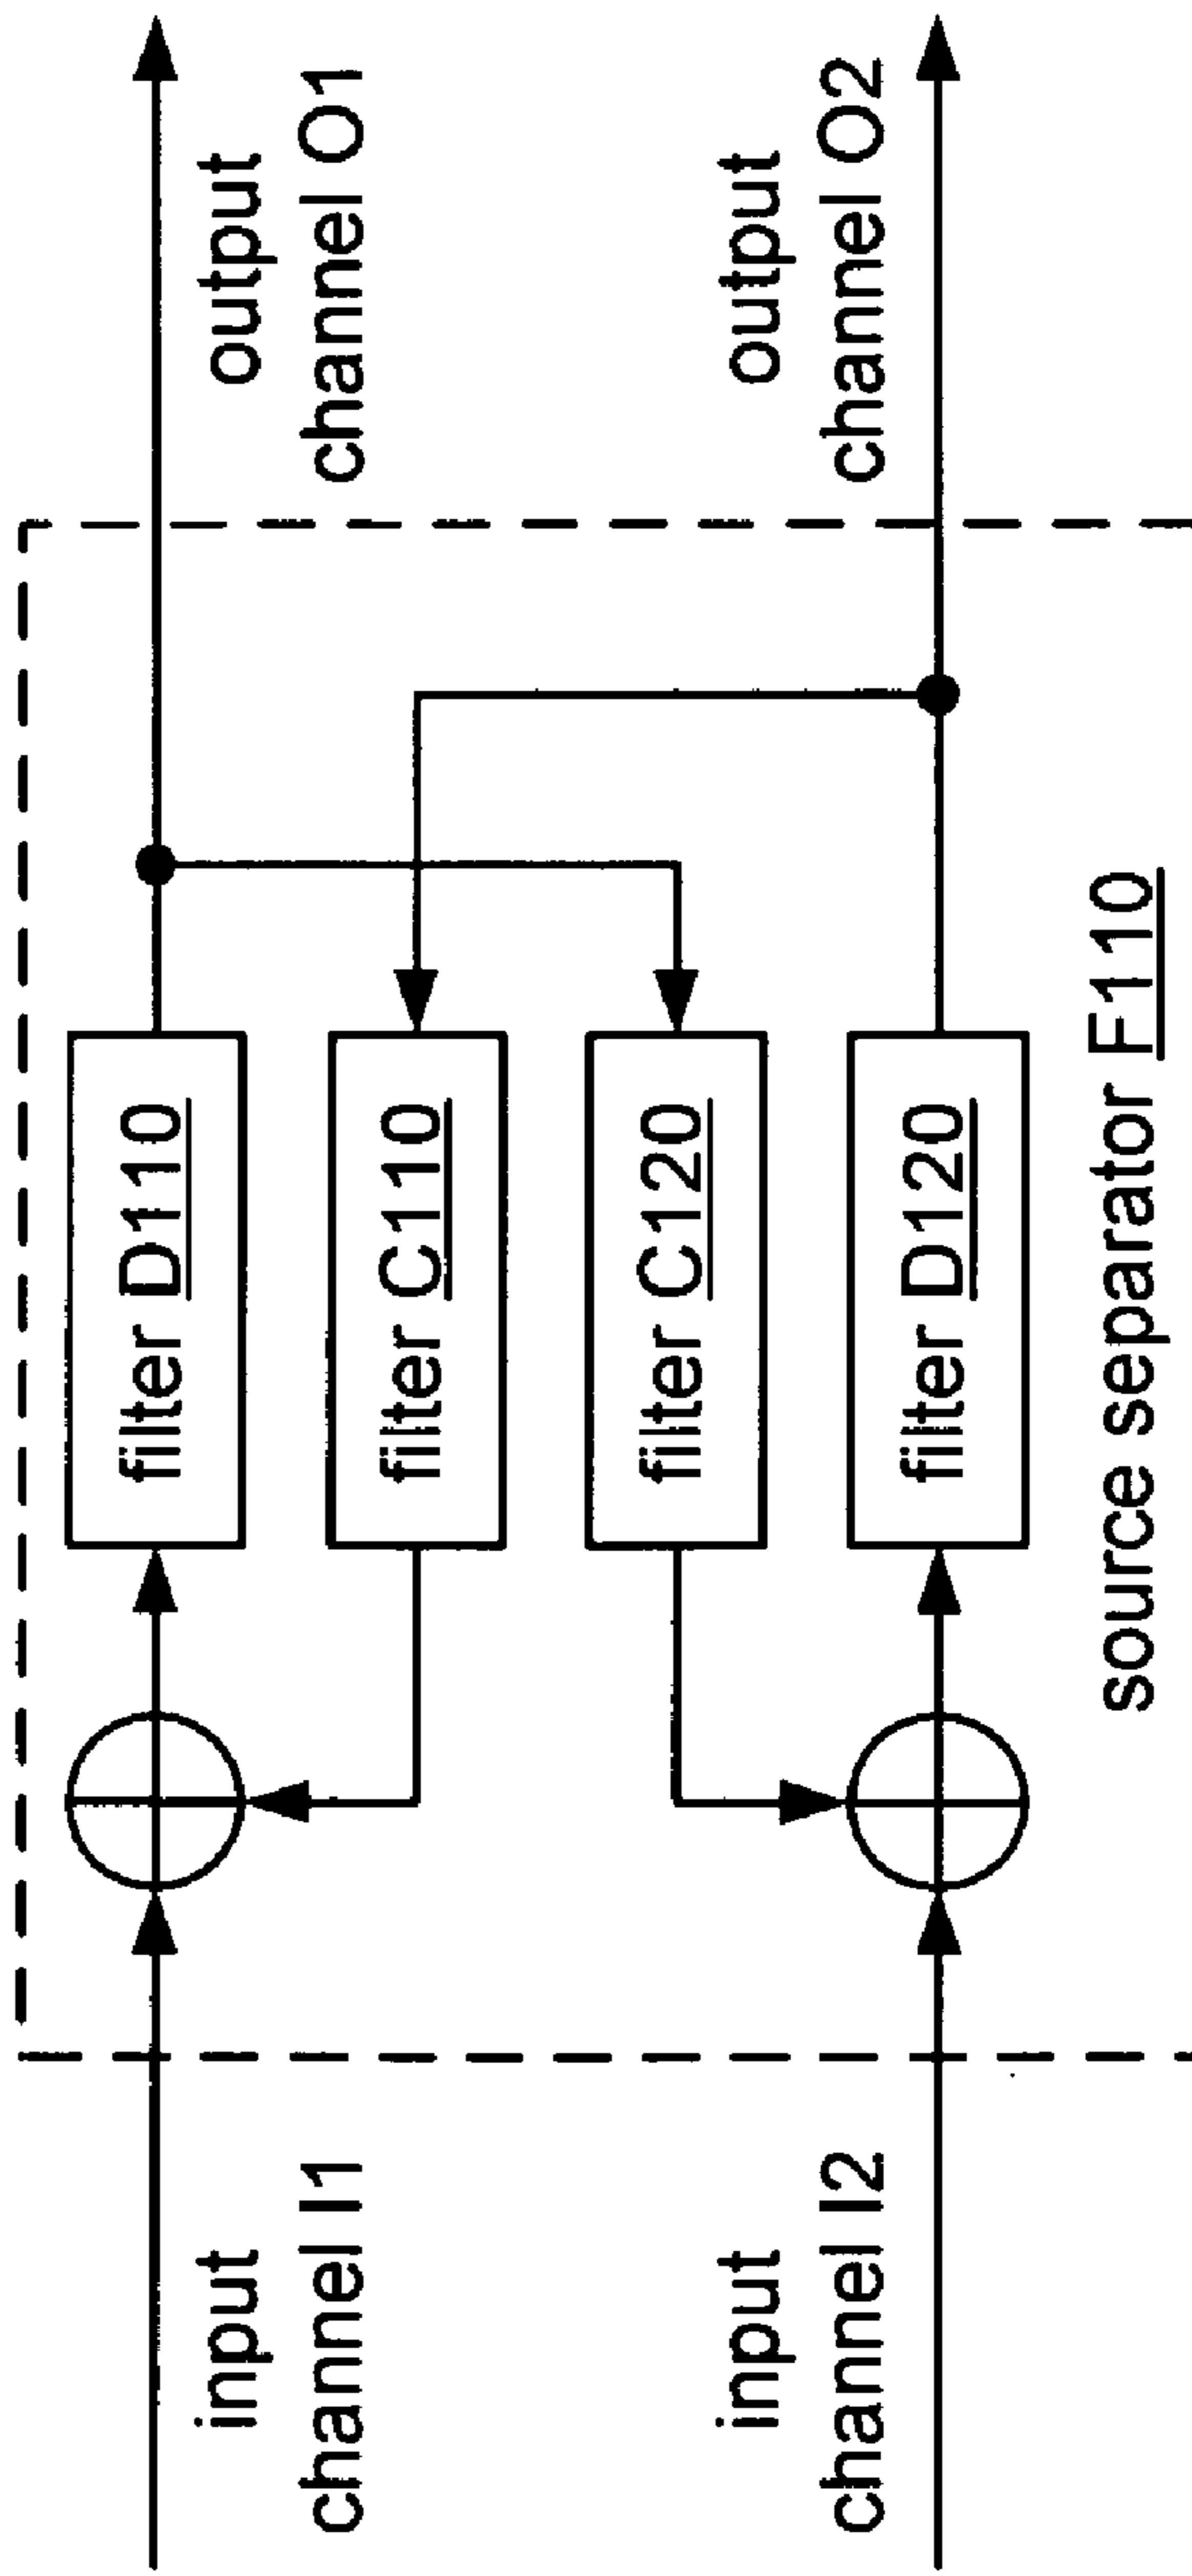 input
channel I1
filter D110
output
channel O1
filter C110
filter C120
input
channel I2
filter D120
output
channel O2
source separator F110